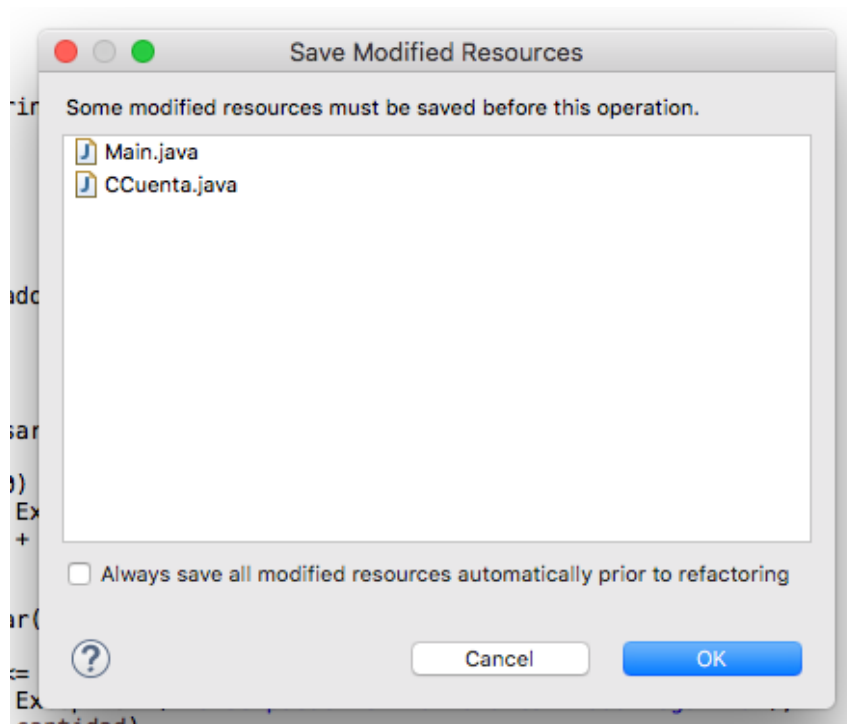 Save Modified Resources
Some modified resources must be saved before this operation.
Main.java
CCuenta.java
Always save all modified resources automatically prior to refactoring
?
Cancel
OK